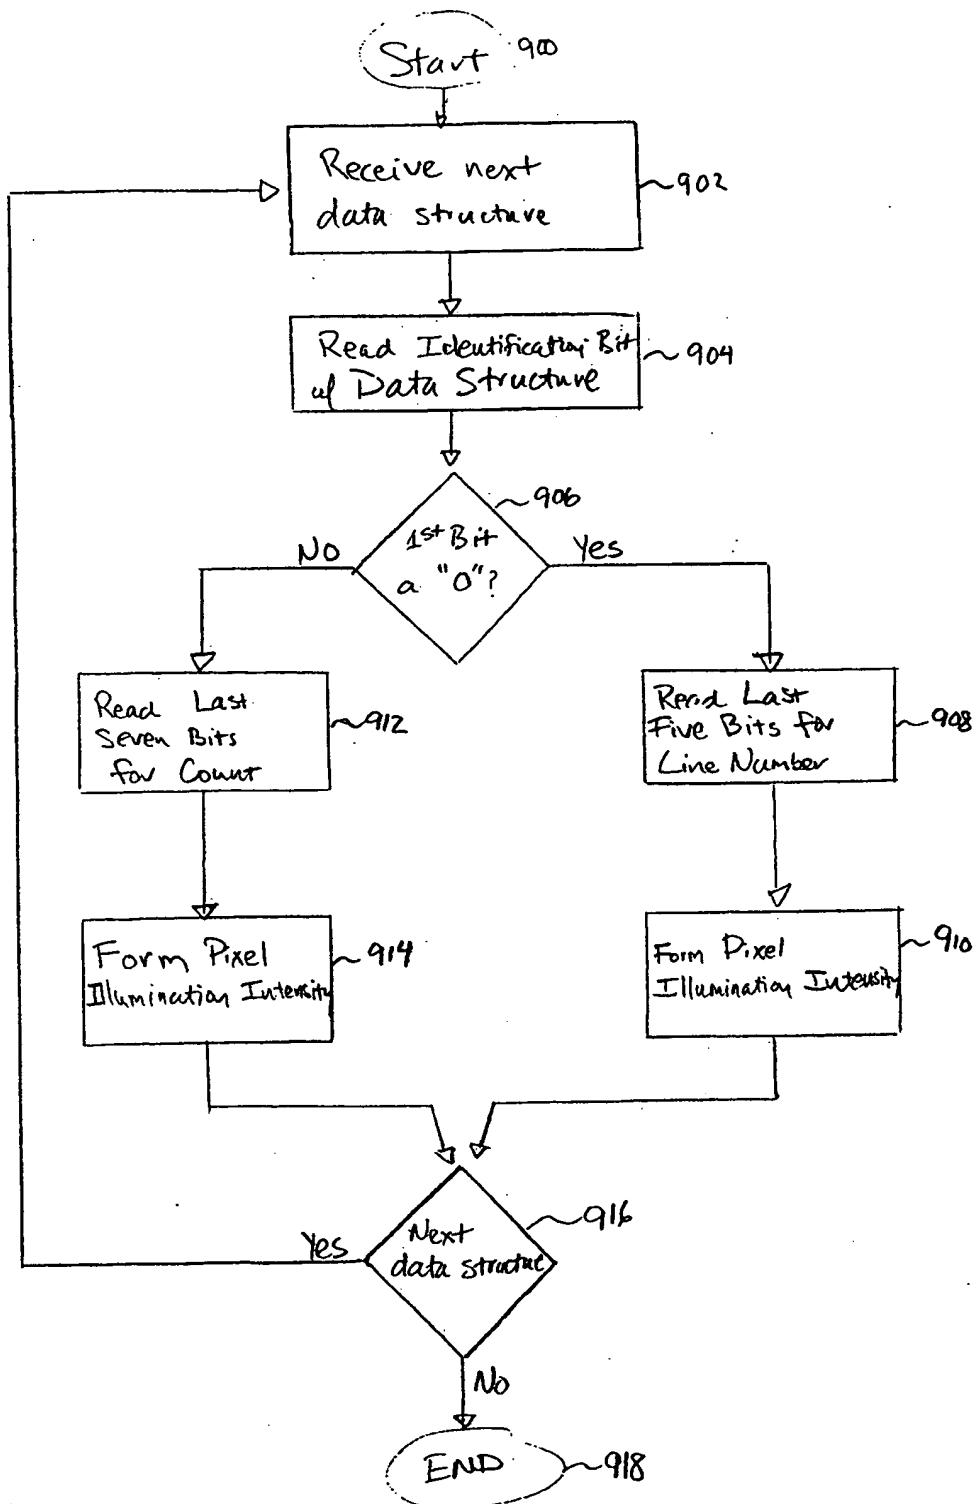 Start 900
Receive next
data structure
902
Read Identification Bit
w/ Data Structure
904
906
1st Bit
a "0"?
No
Yes
Read Last
Seven Bits
for Count
912
Read Last
Five Bits for
Line Number
908
Form Pixel
Illumination Intensity
914
Form Pixel
Illumination Intensity
910
916
Next
data structure
Yes
No
END
918